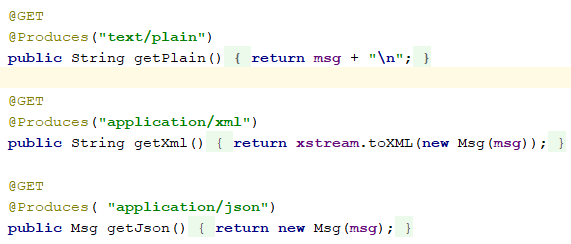 @GET
@Produces("text/plain")
public String getPlain() { return msg + "\n"; }
@GET
@Produces("application/xml")
public String getXml() { return xstream.toXML(new Msg(msg)); }
@GET
@Produces( "application/json")
public Msg getJson() { return new Msg(msg); }